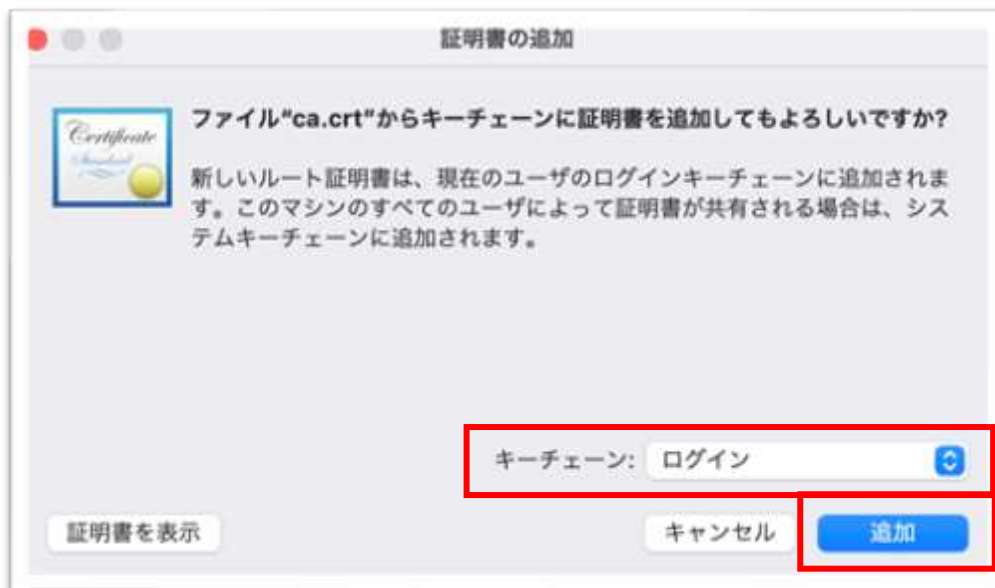 証明書の追加
Certificate
ファイル“ca.crt”からキーチェーンに証明書を追加してもよろしいですか?
新しいルート証明書は、現在のユーザのログインキーチェーンに追加されま
す。このマシンのすべてのユーザによって証明書が共有される場合は、シス
テムキーチェーンに追加されます。
キーチェーン: ログイン
証明書を表示 キャンセル 追加